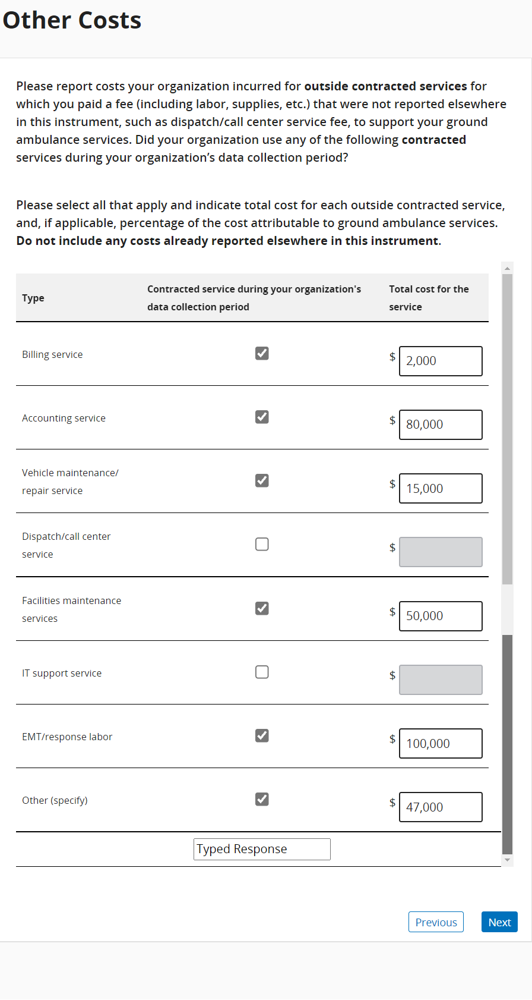 Other Costs
Please report costs your organization incurred for outside contracted services for
which you paid a fee (including labor, supplies, etc.) that were not reported elsewhere
in this instrument, such as dispatch/call center service fee, to support your ground
ambulance services. Did your organization use any of the following contracted
services during your organization’s data collection period?
Please select all that apply and indicate total cost for each outside contracted service,
and, if applicable, percentage of the cost attributable to ground ambulance services.
Do not include any costs already reported elsewhere in this instrument.
Type
Contracted service during your organization's
data collection period
Total cost for the
service
Billing service
$ 2,000
Accounting service
$ 80,000
Vehicle maintenance/
repair service
$ 15,000
Dispatch/call center
service
$
Facilities maintenance
services
$ 50,000
IT support service
$
EMT/response labor
$ 100,000
Other (specify)
$ 47,000
Typed Response
Previous
Next